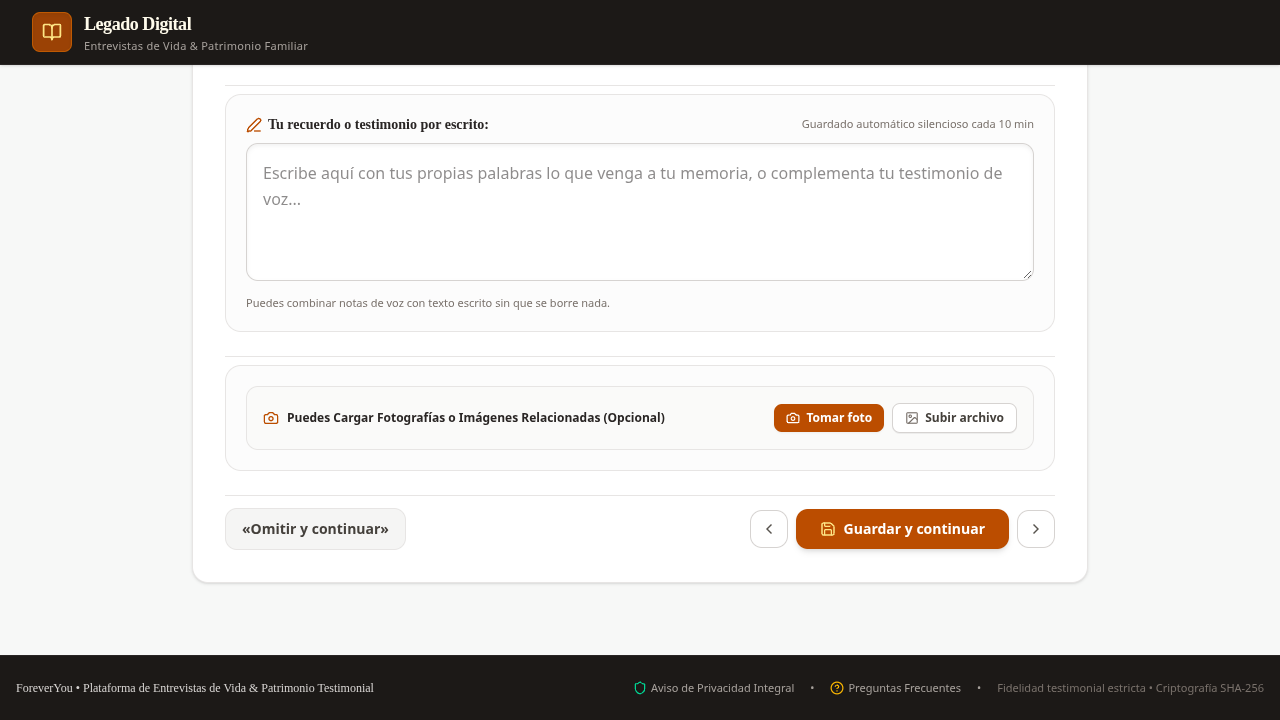 Legado Digital
Entrevistas de Vida & Patrimonio Familiar
Tu recuerdo o testimonio por escrito:
Guardado automático silencioso cada 10 min
Escribe aquí con tus propias palabras lo que venga a tu memoria, o complementa tu testimonio de
voz...
Puedes combinar notas de voz con texto escrito sin que se borre nada.
Puedes Cargar Fotografías o Imágenes Relacionadas (Opcional)
Tomar foto
Subir archivo
«Omitir y continuar»
Guardar y continuar
ForeverYou • Plataforma de Entrevistas de Vida & Patrimonio Testimonial
Aviso de Privacidad Integral • Preguntas Frecuentes • Fidelidad testimonial estricta • Criptografía SHA-256